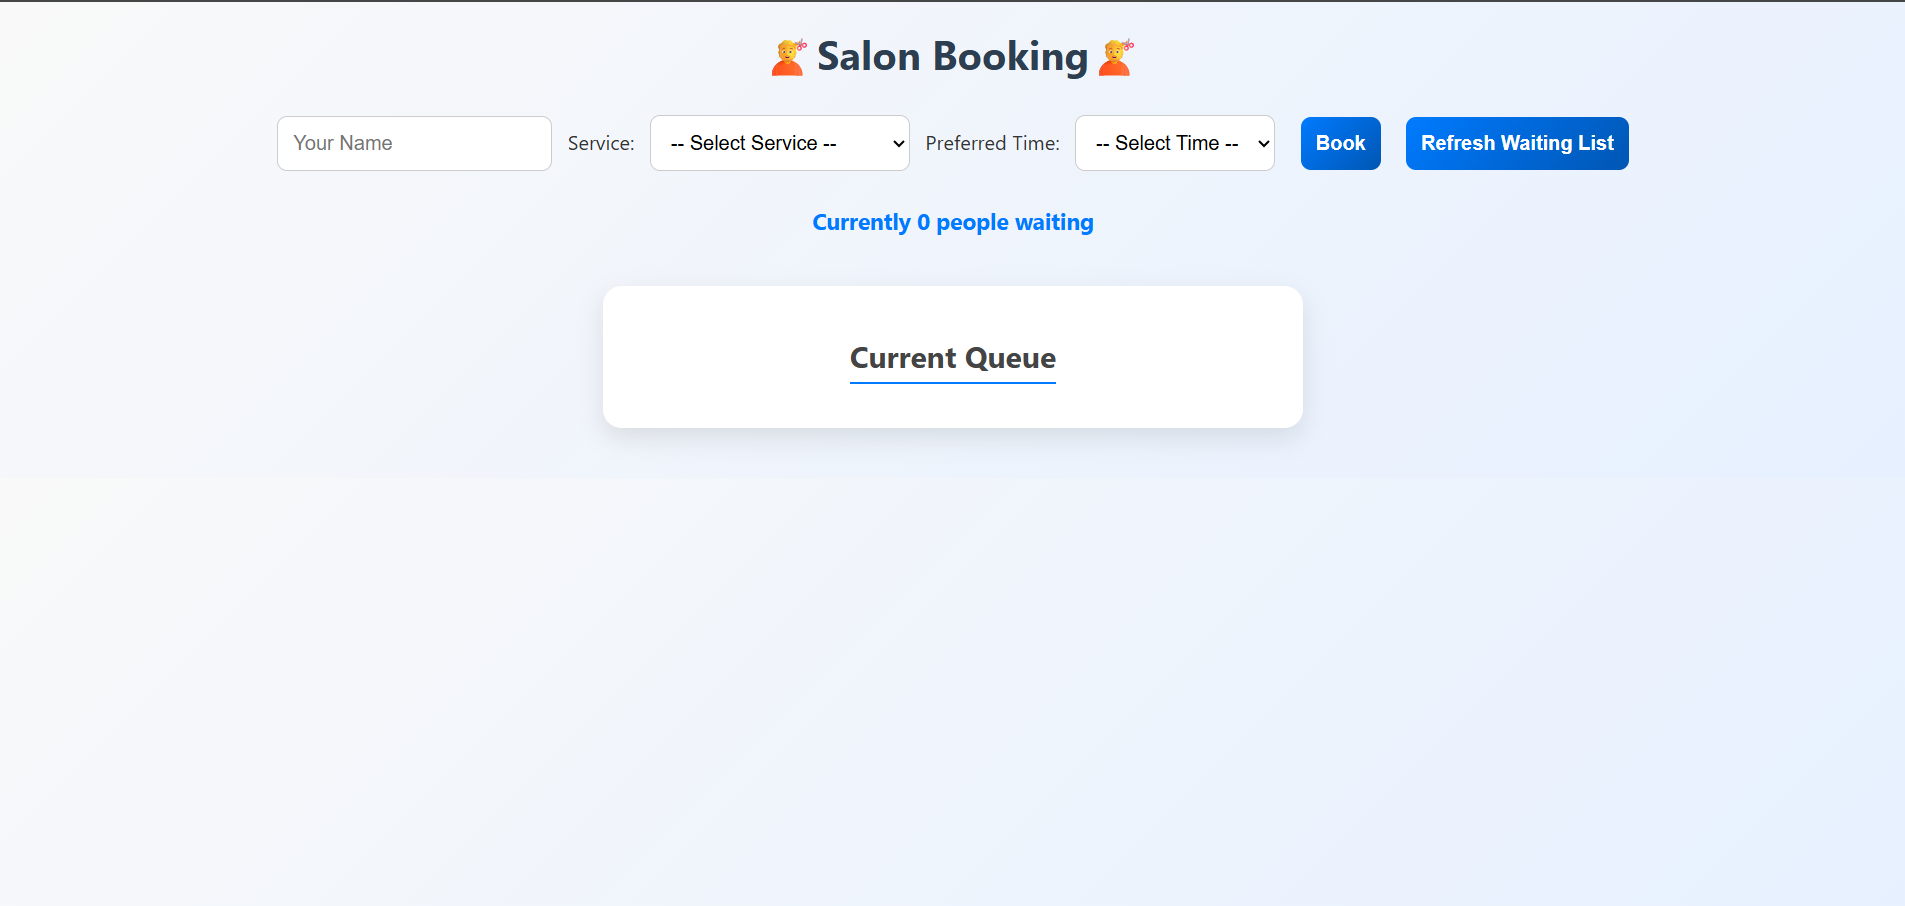 Salon Booking
Your Name Service: -- Select Service -- Preferred Time: -- Select Time -- Book Refresh Waiting List
Currently 0 people waiting
Current Queue